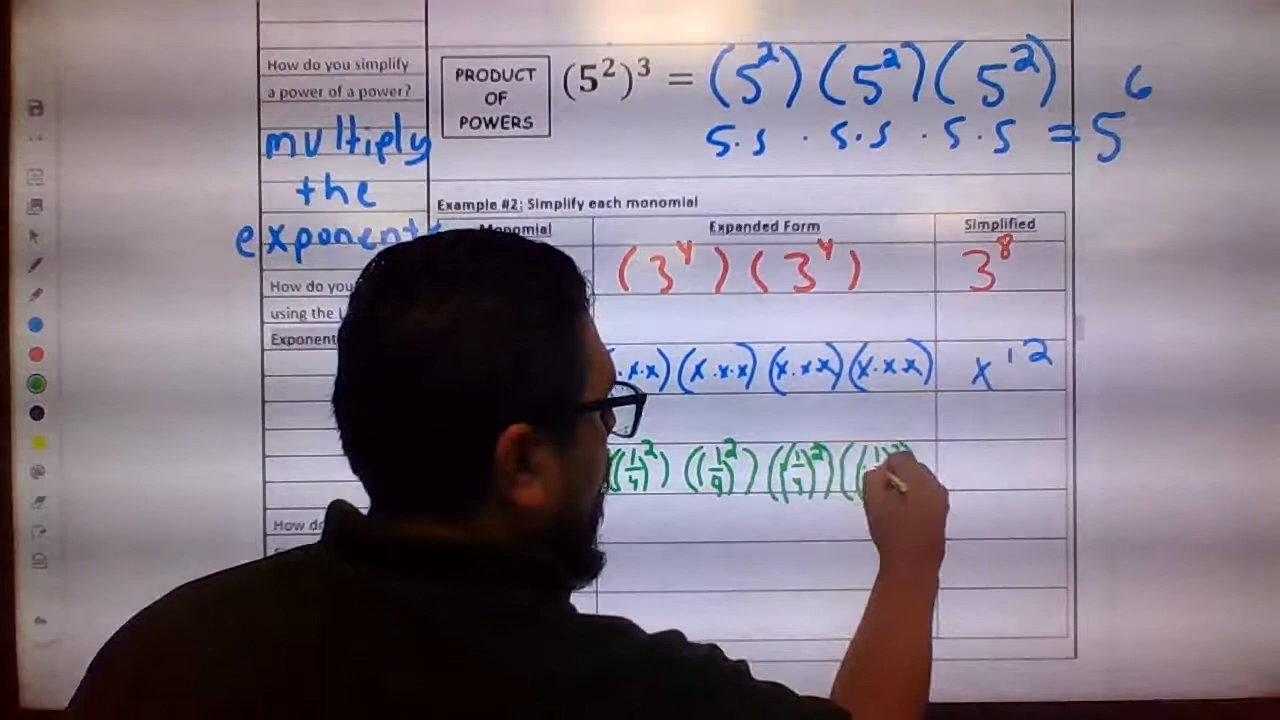 How do you simplify
a power of a power?
multiply
the
exponent
PRODUCT
OF
POWERS
(5²)³ = (5²) (5²) (5²)
5.5 . 5.5 . 5.5 = 5⁶
Example #2: Simplify each monomial
Monomial Expanded Form Simplified
(3⁴) (3⁴) 3⁸
How do you
using the
Exponent
.x.x) (x.x.x) (x.x x) (x.x x) x¹²
How do